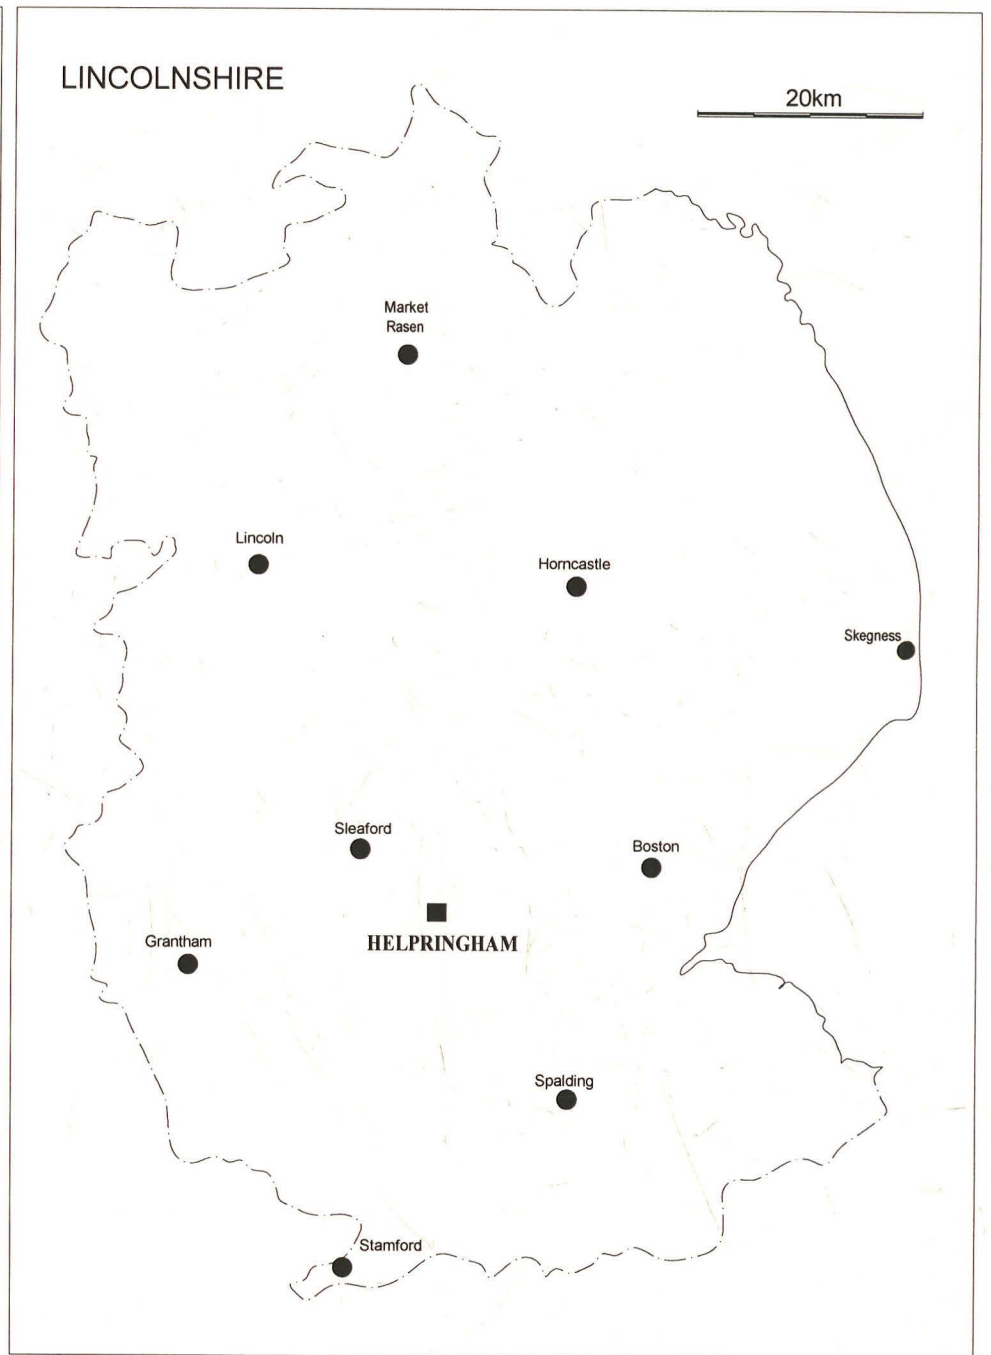 LINCOLNSHIRE
20km
Market
Rasen
Lincoln
Horncastle
Skegness
Sleaford
Boston
HELPRINGHAM
Grantham
Spalding
Stamford